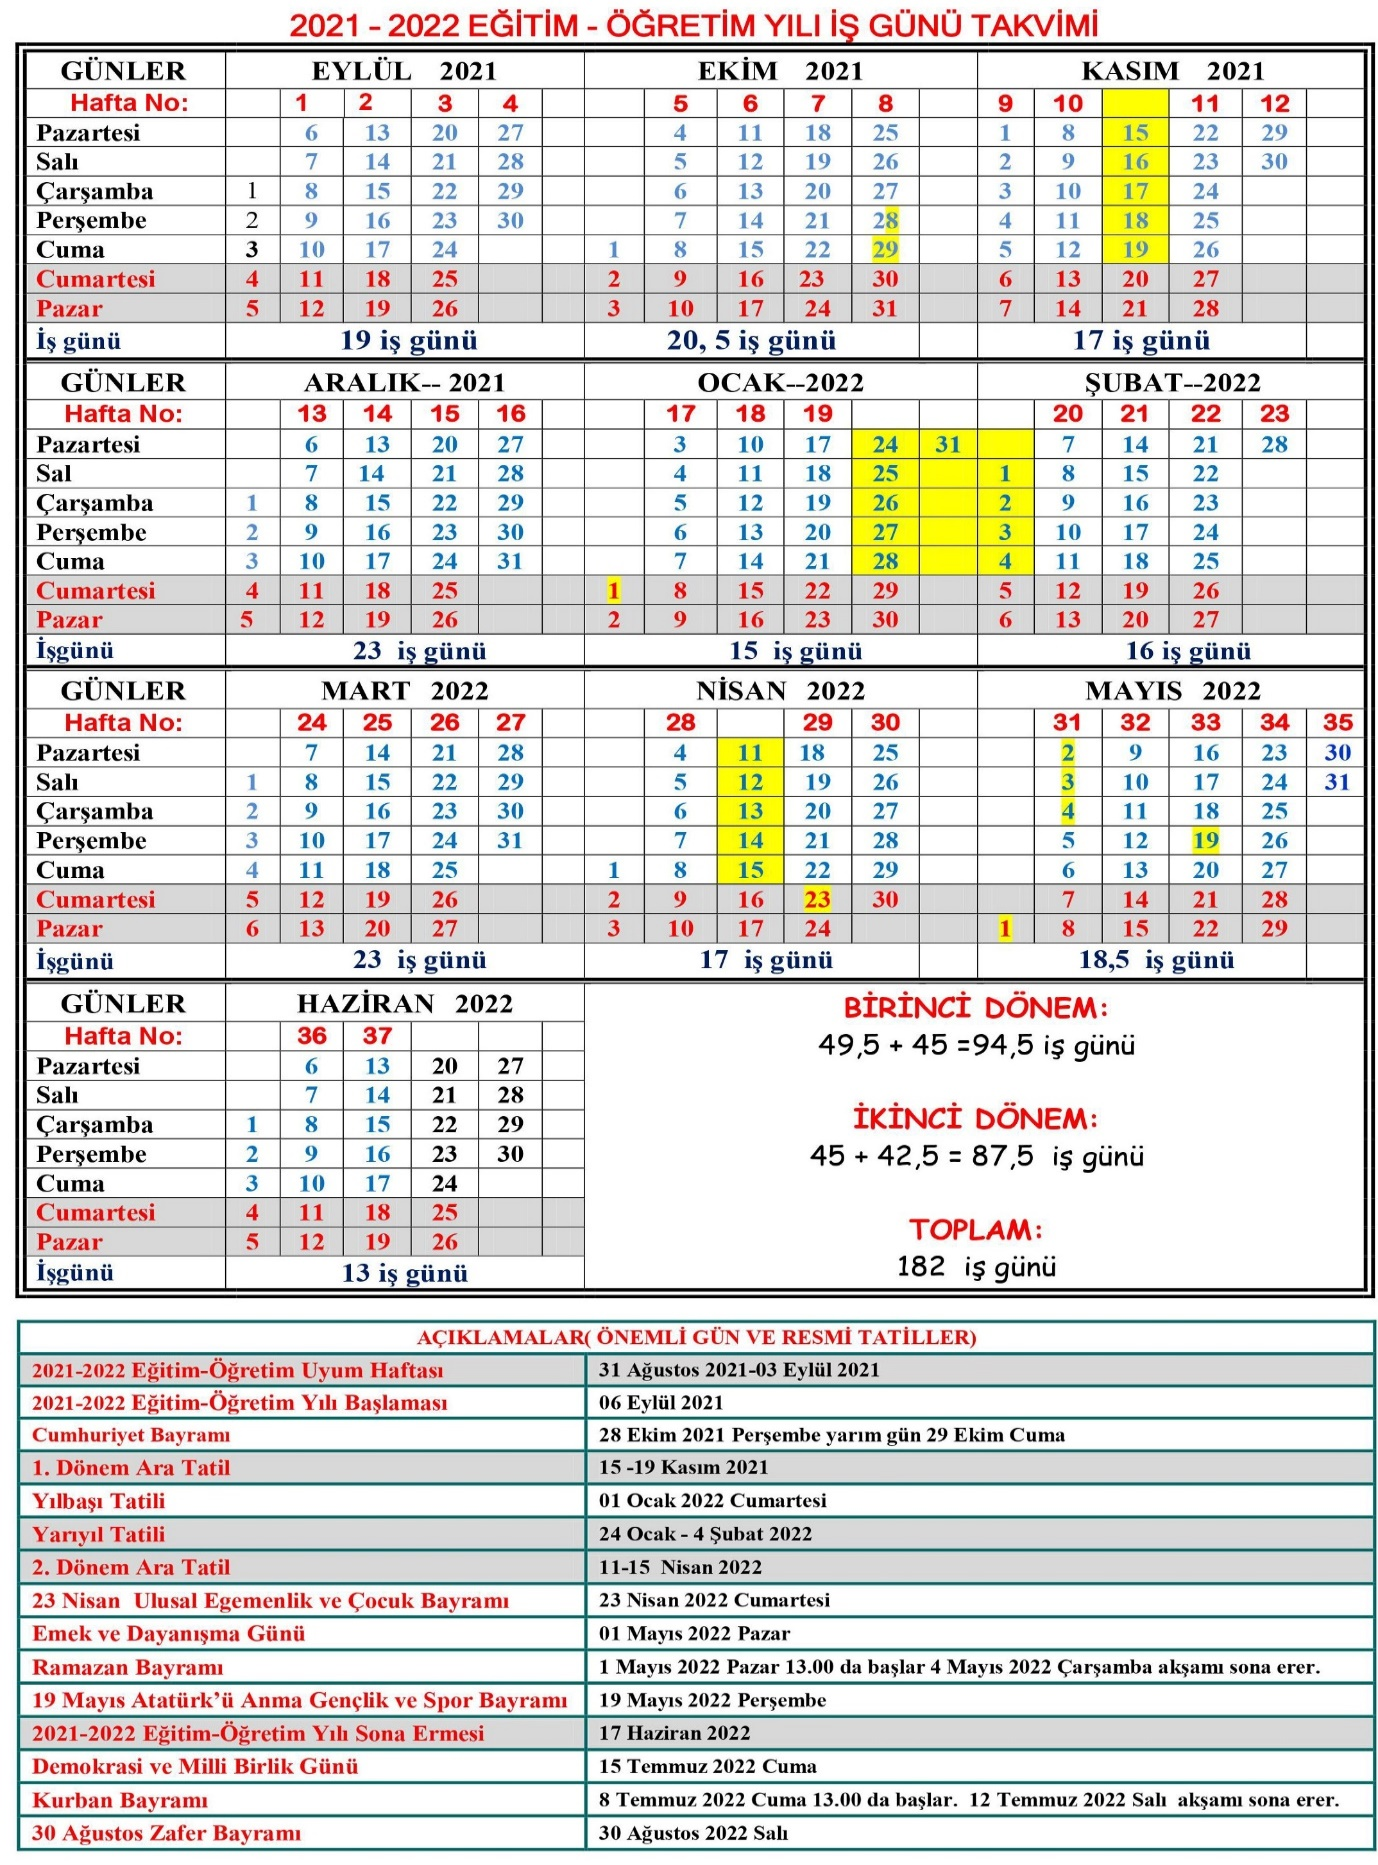 2021 – 2022 EĞİTİM - ÖĞRETİM YILI İŞ GÜNÜ TAKVİMİ
GÜNLER EYLÜL 2021 EKİM 2021 KASIM 2021
Hafta No: 1 2 3 4 5 6 7 8 9 10 11 12
Pazartesi 6 13 20 27 4 11 18 25 1 8 15 22 29
Salı 7 14 21 28 5 12 19 26 2 9 16 23 30
Çarşamba 1 8 15 22 29 6 13 20 27 3 10 17 24
Perşembe 2 9 16 23 30 7 14 21 28 4 11 18 25
Cuma 3 10 17 24 1 8 15 22 29 5 12 19 26
Cumartesi 4 11 18 25 2 9 16 23 30 6 13 20 27
Pazar 5 12 19 26 3 10 17 24 31 7 14 21 28
İş günü 19 iş günü 20, 5 iş günü 17 iş günü
GÜNLER ARALIK-- 2021 OCAK--2022 ŞUBAT--2022
Hafta No: 13 14 15 16 17 18 19 20 21 22 23
Pazartesi 6 13 20 27 3 10 17 24 31 7 14 21 28
Sal 7 14 21 28 4 11 18 25 1 8 15 22
Çarşamba 1 8 15 22 29 5 12 19 26 2 9 16 23
Perşembe 2 9 16 23 30 6 13 20 27 3 10 17 24
Cuma 3 10 17 24 31 7 14 21 28 4 11 18 25
Cumartesi 4 11 18 25 1 8 15 22 29 5 12 19 26
Pazar 5 12 19 26 2 9 16 23 30 6 13 20 27
İşgünü 23 iş günü 15 iş günü 16 iş günü
GÜNLER MART 2022 NİSAN 2022 MAYIS 2022
Hafta No: 24 25 26 27 28 29 30 31 32 33 34 35
Pazartesi 7 14 21 28 4 11 18 25 2 9 16 23 30
Salı 1 8 15 22 29 5 12 19 26 3 10 17 24 31
Çarşamba 2 9 16 23 30 6 13 20 27 4 11 18 25
Perşembe 3 10 17 24 31 7 14 21 28 5 12 19 26
Cuma 4 11 18 25 1 8 15 22 29 6 13 20 27
Cumartesi 5 12 19 26 2 9 16 23 30 7 14 21 28
Pazar 6 13 20 27 3 10 17 24 1 8 15 22 29
İşgünü 23 iş günü 17 iş günü 18,5 iş günü
GÜNLER HAZİRAN 2022
Hafta No: 36 37
Pazartesi 6 13 20 27
Salı 7 14 21 28
Çarşamba 1 8 15 22 29
Perşembe 2 9 16 23 30
Cuma 3 10 17 24
Cumartesi 4 11 18 25
Pazar 5 12 19 26
İşgünü 13 iş günü
BİRİNCİ DÖNEM:
49,5 + 45 =94,5 iş günü
İKİNCİ DÖNEM:
45 + 42,5 = 87,5 iş günü
TOPLAM:
182 iş günü
AÇIKLAMALAR( ÖNEMLİ GÜN VE RESMİ TATİLLER)
2021-2022 Eğitim-Öğretim Uyum Haftası 31 Ağustos 2021-03 Eylül 2021
2021-2022 Eğitim-Öğretim Yılı Başlaması 06 Eylül 2021
Cumhuriyet Bayramı 28 Ekim 2021 Perşembe yarım gün 29 Ekim Cuma
1. Dönem Ara Tatil 15 -19 Kasım 2021
Yılbaşı Tatili 01 Ocak 2022 Cumartesi
Yarıyıl Tatili 24 Ocak - 4 Şubat 2022
2. Dönem Ara Tatil 11-15 Nisan 2022
23 Nisan Ulusal Egemenlik ve Çocuk Bayramı 23 Nisan 2022 Cumartesi
Emek ve Dayanışma Günü 01 Mayıs 2022 Pazar
Ramazan Bayramı 1 Mayıs 2022 Pazar 13.00 da başlar 4 Mayıs 2022 Çarşamba akşamı sona erer.
19 Mayıs Atatürk’ü Anma Gençlik ve Spor Bayramı 19 Mayıs 2022 Perşembe
2021-2022 Eğitim-Öğretim Yılı Sona Ermesi 17 Haziran 2022
Demokrasi ve Milli Birlik Günü 15 Temmuz 2022 Cuma
Kurban Bayramı 8 Temmuz 2022 Cuma 13.00 da başlar. 12 Temmuz 2022 Salı akşamı sona erer.
30 Ağustos Zafer Bayramı 30 Ağustos 2022 Salı